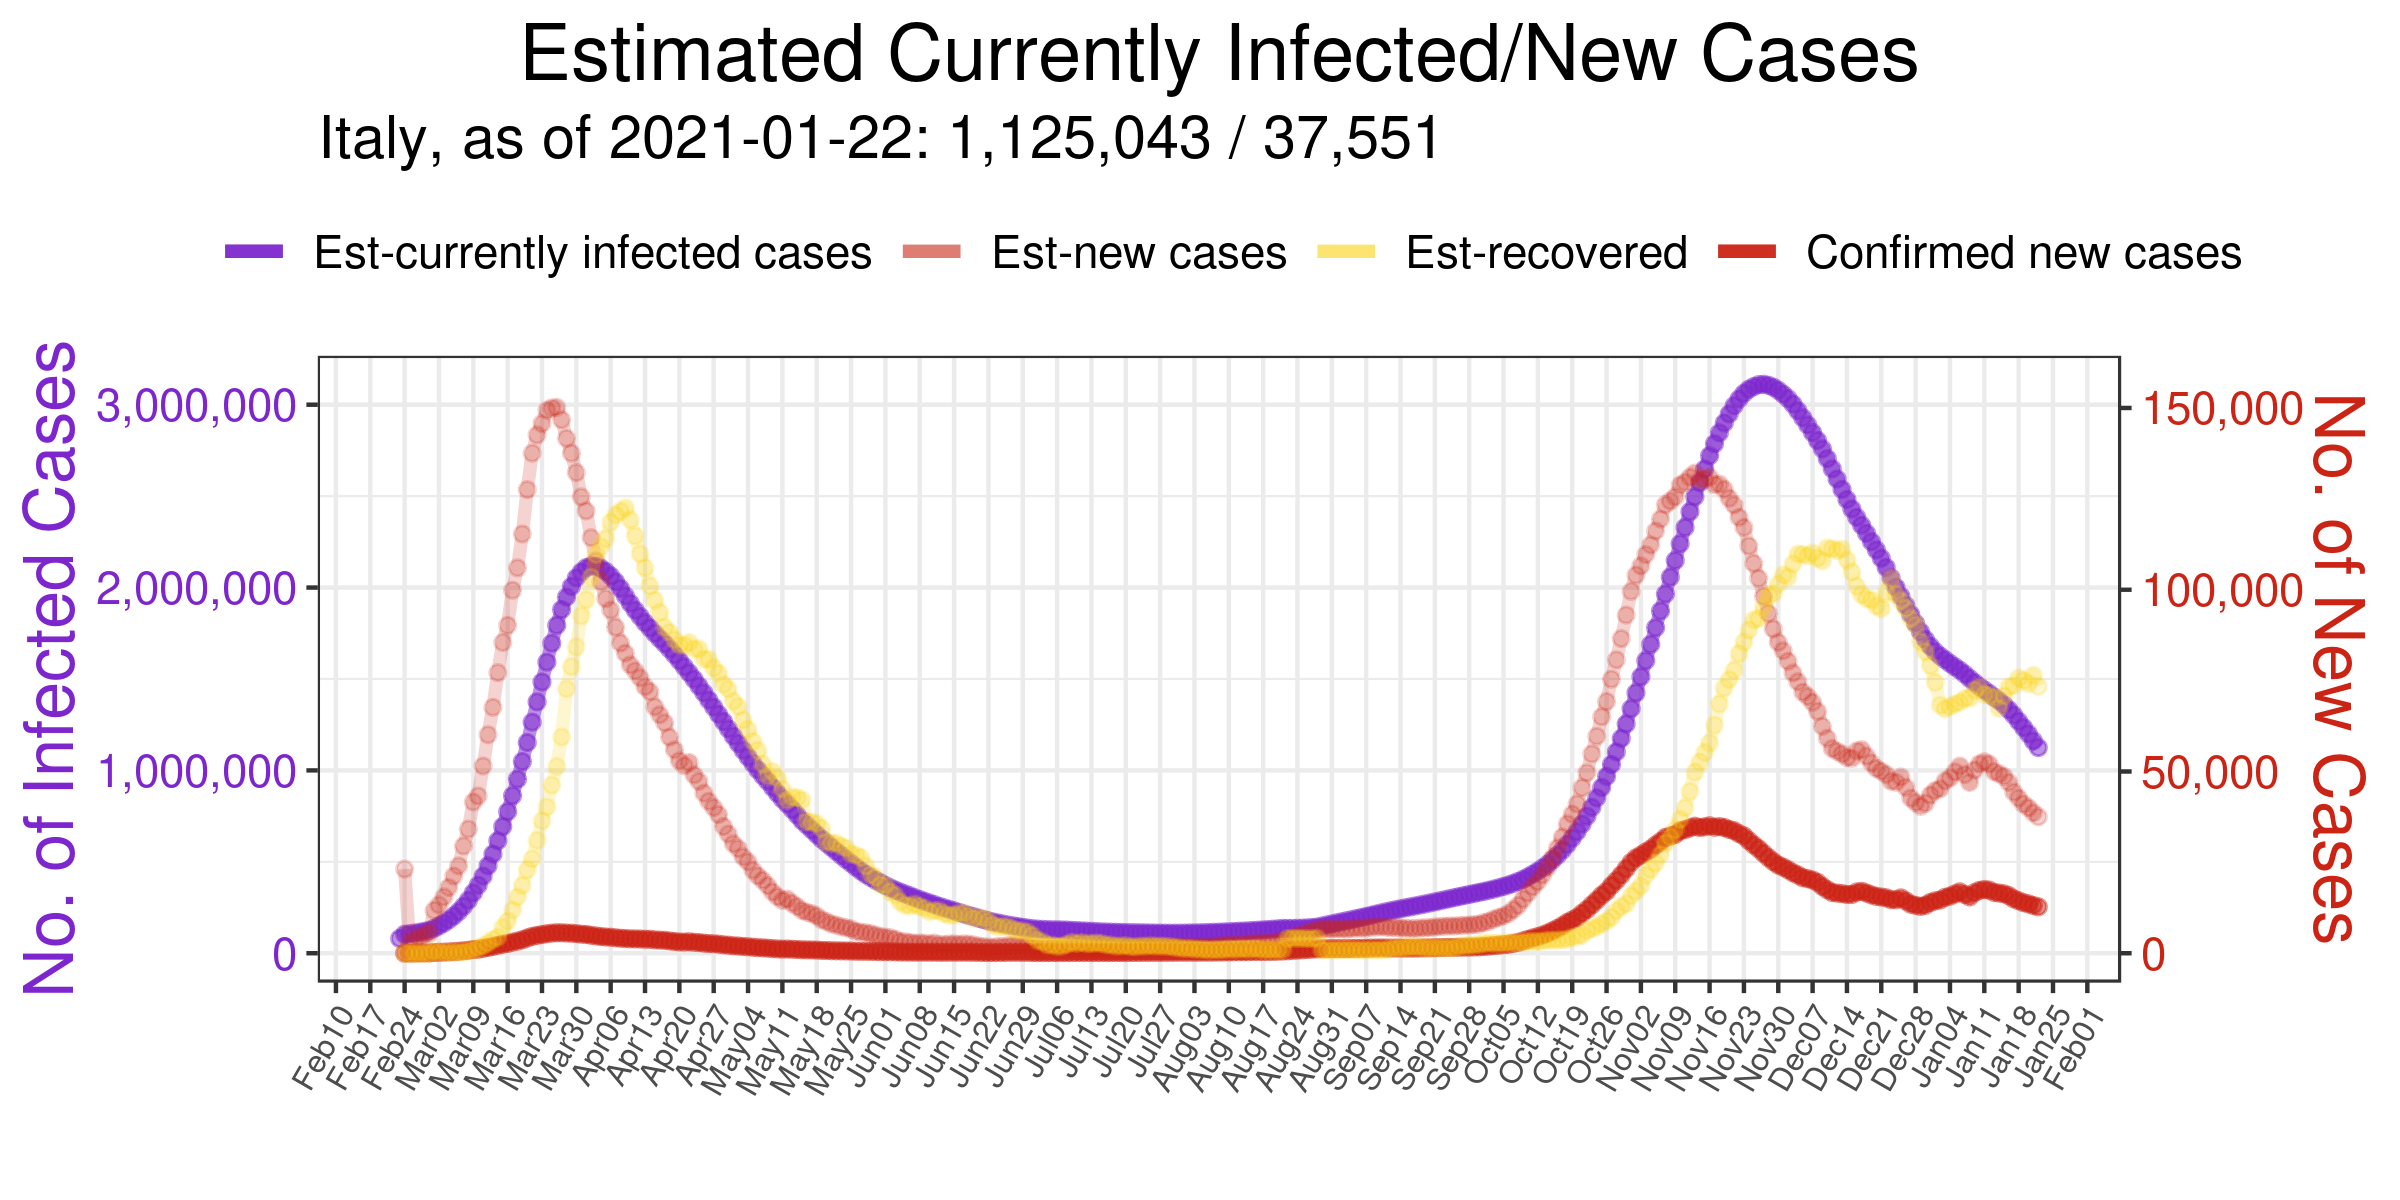 Estimated Currently Infected/New Cases
Italy, as of 2021-01-22: 1,125,043 / 37,551
Est-currently infected cases Est-new cases Est-recovered Confirmed new cases
No. of Infected Cases
3,000,000
2,000,000
1,000,000
0
150,000
100,000
50,000
0
No. of New Cases
Feb10 Feb17 Feb24 Mar02 Mar09 Mar16 Mar23 Mar30 Apr06 Apr13 Apr20 Apr27 May04 May11 May18 May25 Jun01 Jun08 Jun15 Jun22 Jun29 Jul06 Jul13 Jul20 Jul27 Aug03 Aug10 Aug17 Aug24 Aug31 Sep07 Sep14 Sep21 Sep28 Oct05 Oct12 Oct19 Oct26 Nov02 Nov09 Nov16 Nov23 Nov30 Dec07 Dec14 Dec21 Dec28 Jan04 Jan11 Jan18 Jan25 Feb01